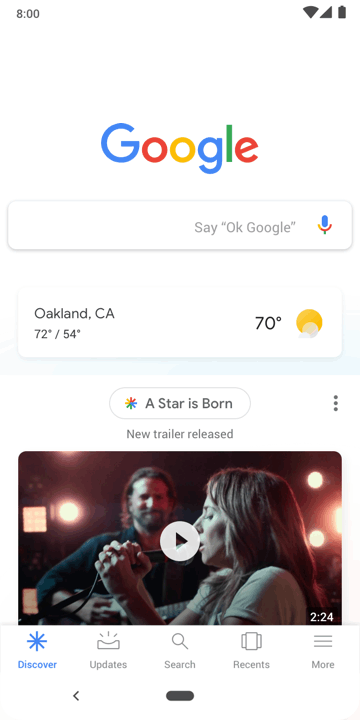 8:00
Google
Say “Ok Google”
Oakland, CA
72° / 54°
70°
A Star is Born
New trailer released
2:24
Discover
Updates
Search
Recents
More